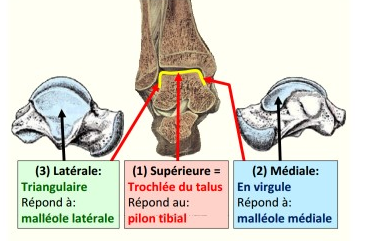 (3) Latérale:
Triangulaire
Répond à:
malléole latérale
(1) Supérieure =
Trochlée du talus
Répond au:
pilon tibial
(2) Médiale:
En virgule
Répond à:
malléole médiale